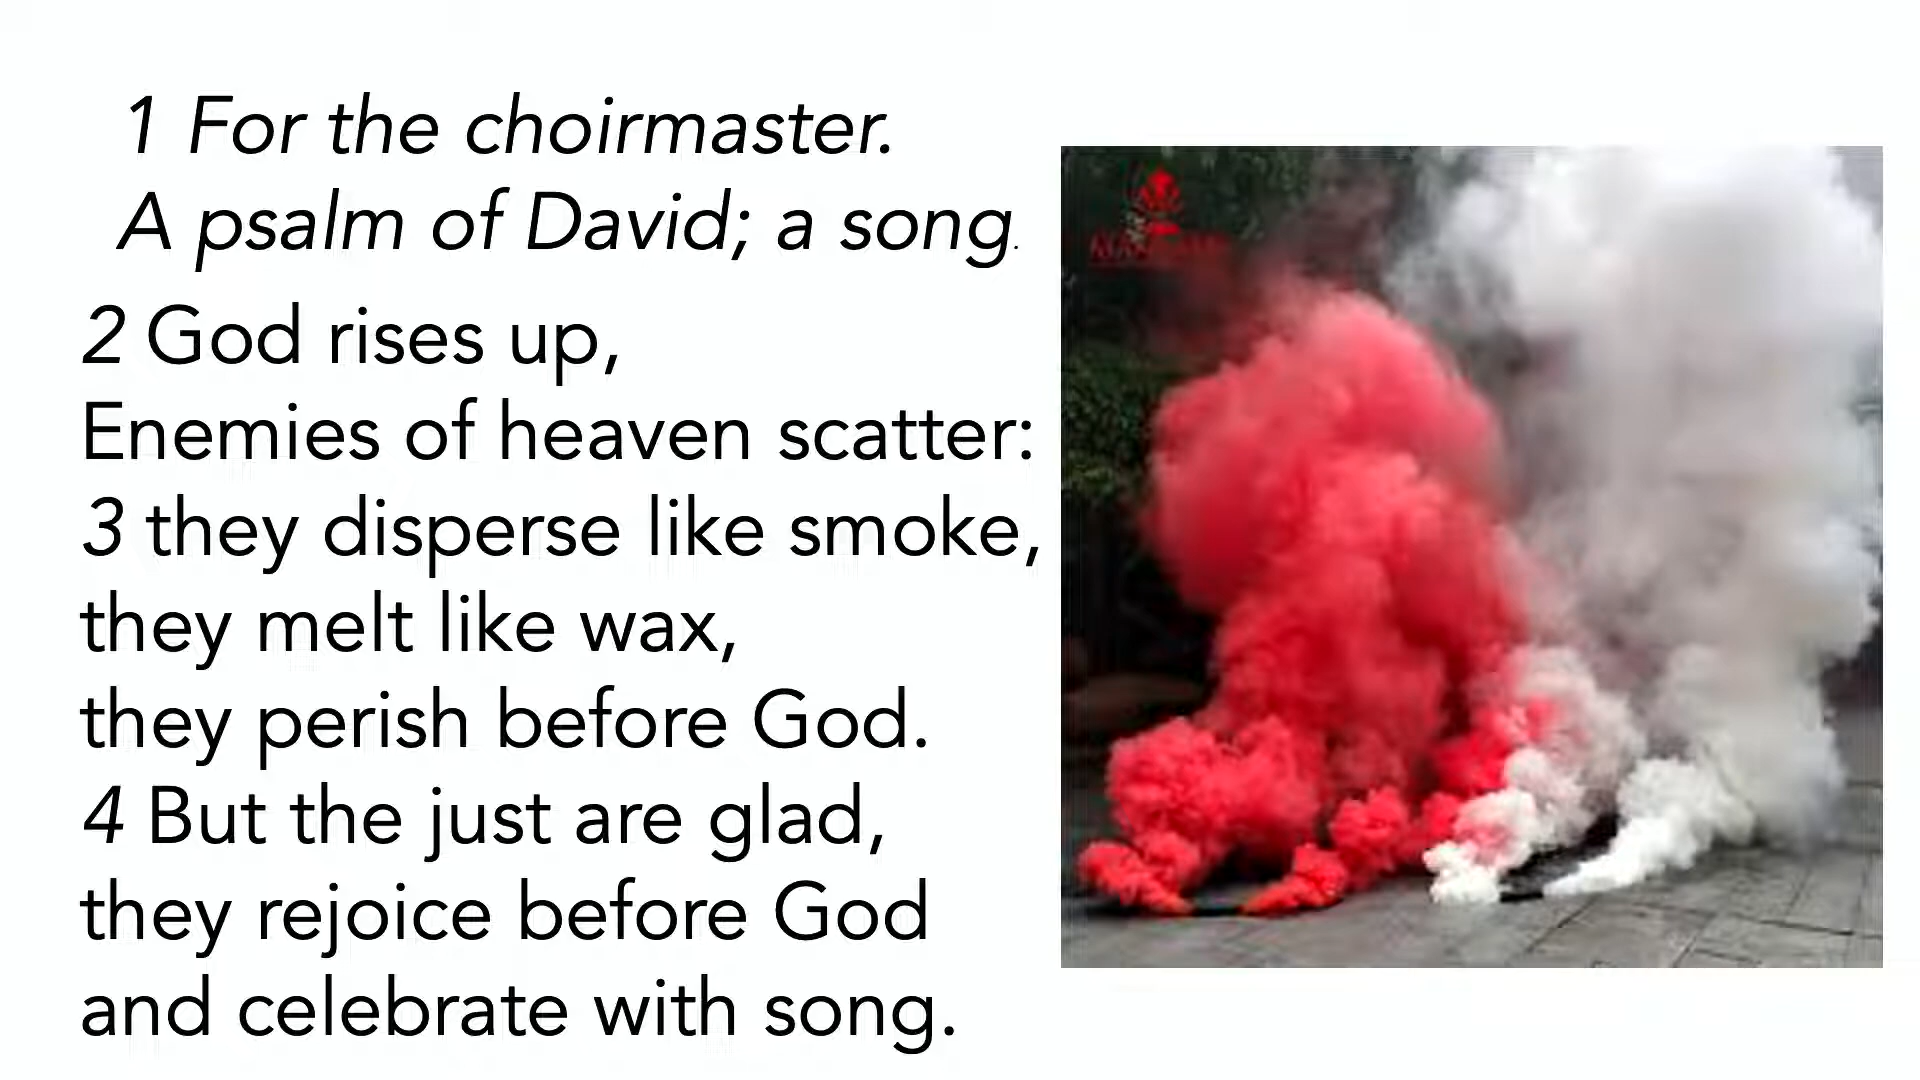 1 For the choirmaster.
A psalm of David; a song.
2 God rises up,
Enemies of heaven scatter:
3 they disperse like smoke,
they melt like wax,
they perish before God.
4 But the just are glad,
they rejoice before God
and celebrate with song.